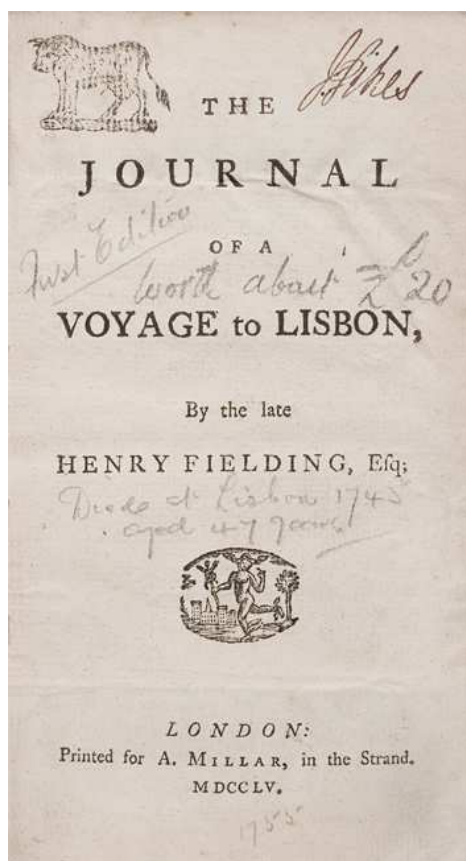 J Sikes
THE
JOURNAL
First Edition
OF A
worth about £20
VOYAGE to LISBON,
By the late
HENRY FIELDING, Eſq;
Died at Lisbon 1745
aged 47 years
LONDON:
Printed for A. MILLAR, in the Strand.
MDCCLV.
1755